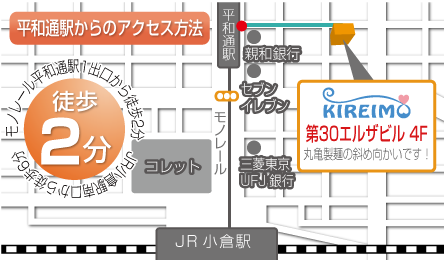 平和通駅からのアクセス方法
平和通駅
親和銀行
セブン
イレブン
モノレール
モノレール平和通駅1出口から徒歩2分
徒歩
2分
JR小倉駅南口から徒歩6分
KIREIMO
第30エルザビル 4F
丸亀製麺の斜め向かいです!
コレット
三菱東京
UFJ銀行
JR小倉駅